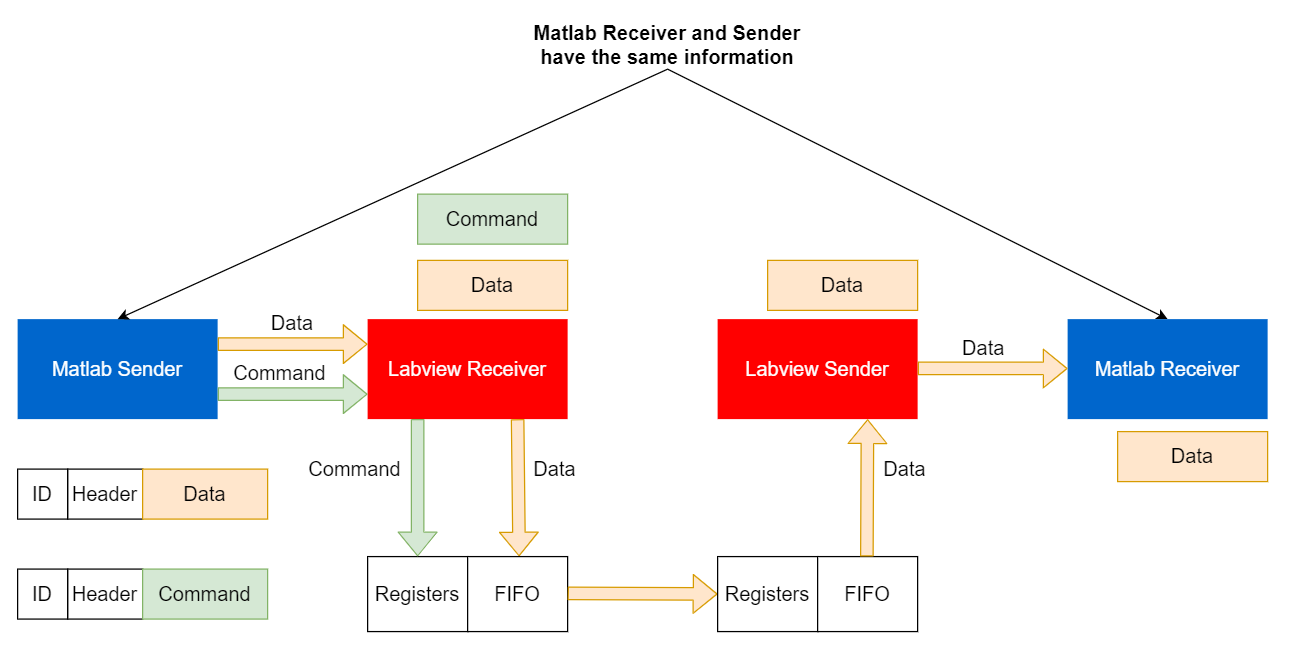 Matlab Receiver and Sender
have the same information
Command
Data
Data
Matlab Sender
Data
Command
Labview Receiver
Labview Sender
Data
Matlab Receiver
Data
Command
Data
Data
ID Header Data
ID Header Command
Registers FIFO
Registers FIFO